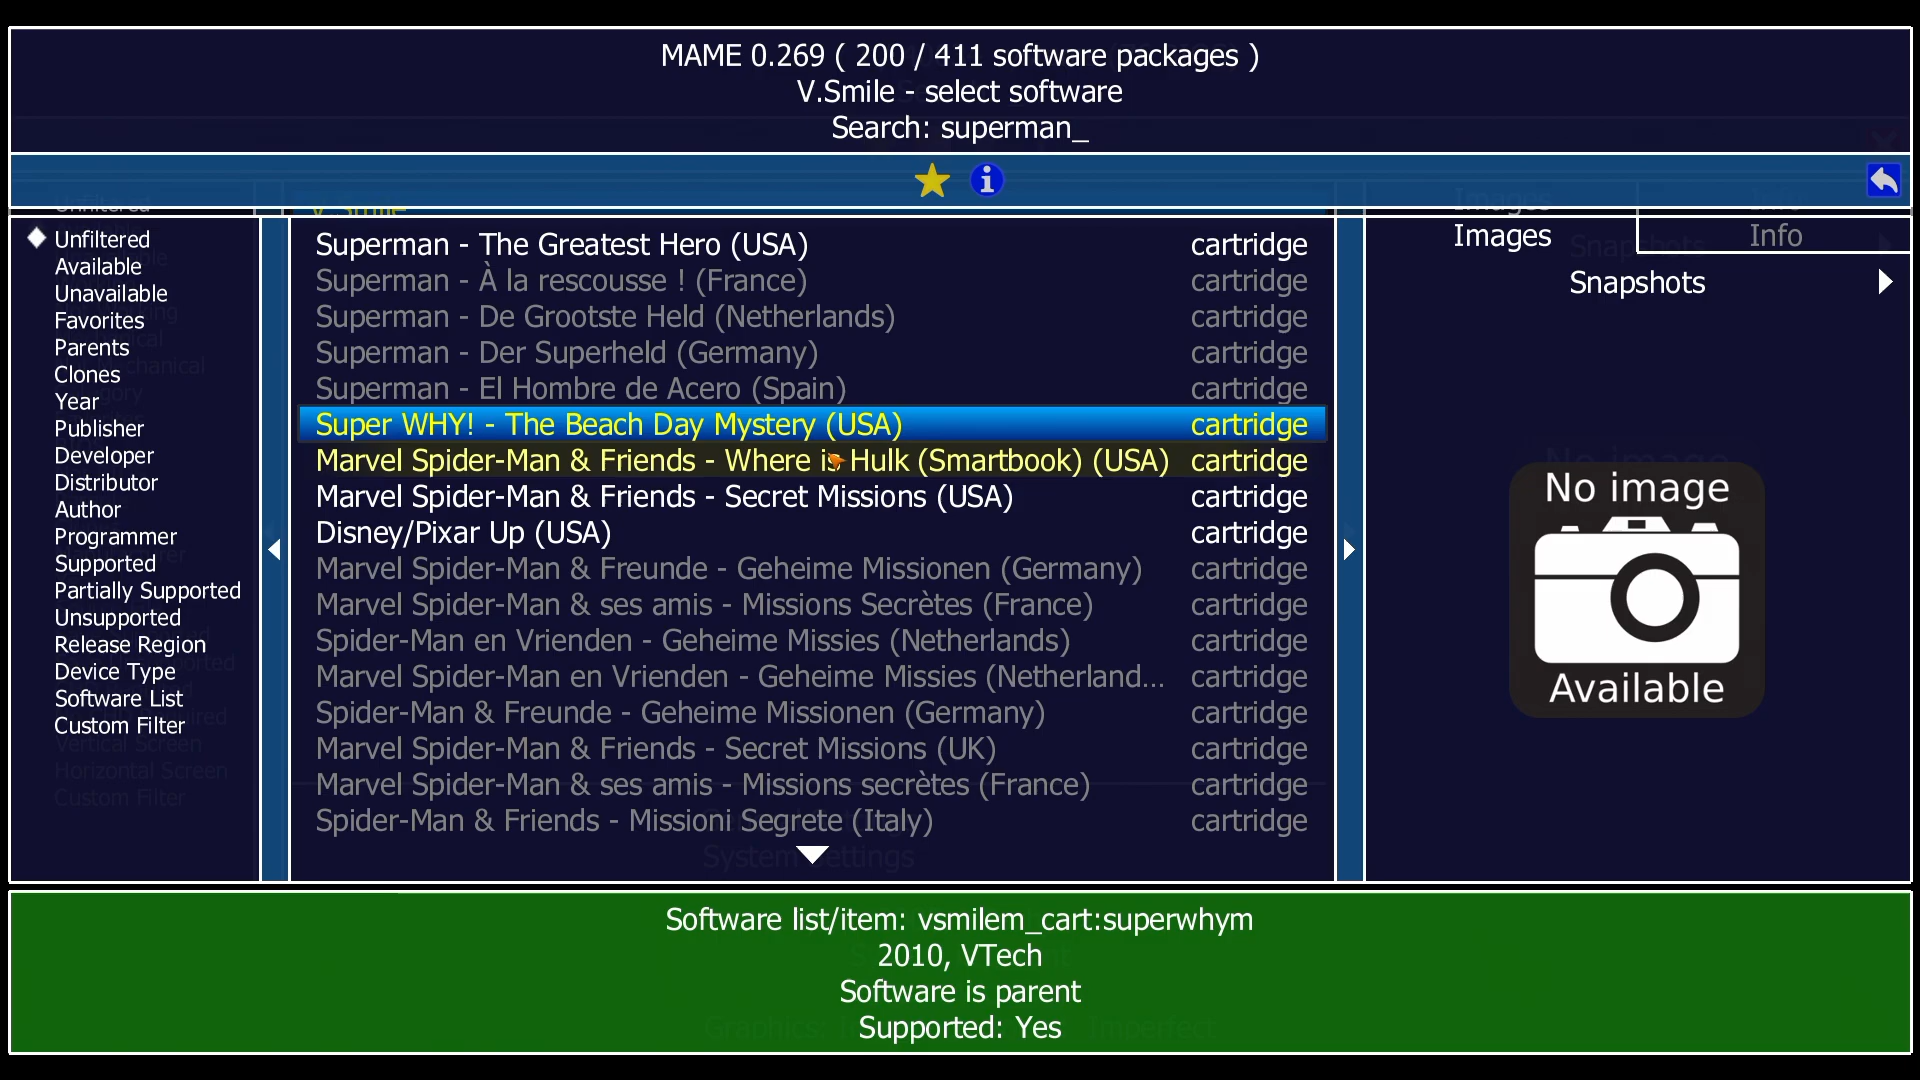 MAME 0.269 ( 200 / 411 software packages )
V.Smile - select software
Search: superman_
Unfiltered
Available
Unavailable
Favorites
Parents
Clones
Year
Publisher
Developer
Distributor
Author
Programmer
Supported
Partially Supported
Unsupported
Release Region
Device Type
Software List
Custom Filter
Vertical Screen
Horizontal Screen
Custom Filter
Superman - The Greatest Hero (USA) cartridge
Superman - À la rescousse ! (France) cartridge
Superman - De Grootste Held (Netherlands) cartridge
Superman - Der Superheld (Germany) cartridge
Superman - El Hombre de Acero (Spain) cartridge
Super WHY! - The Beach Day Mystery (USA) cartridge
Marvel Spider-Man & Friends - Where is Hulk (Smartbook) (USA) cartridge
Marvel Spider-Man & Friends - Secret Missions (USA) cartridge
Disney/Pixar Up (USA) cartridge
Marvel Spider-Man & Freunde - Geheime Missionen (Germany) cartridge
Marvel Spider-Man & ses amis - Missions Secrètes (France) cartridge
Spider-Man en Vrienden - Geheime Missies (Netherlands) cartridge
Marvel Spider-Man en Vrienden - Geheime Missies (Netherland... cartridge
Spider-Man & Freunde - Geheime Missionen (Germany) cartridge
Marvel Spider-Man & Friends - Secret Missions (UK) cartridge
Marvel Spider-Man & ses amis - Missions secrètes (France) cartridge
Spider-Man & Friends - Missioni Segrete (Italy) cartridge
System Settings
Images Info
Snapshots
No image
Available
Software list/item: vsmilem_cart:superwhym
2010, VTech
Software is parent
Supported: Yes